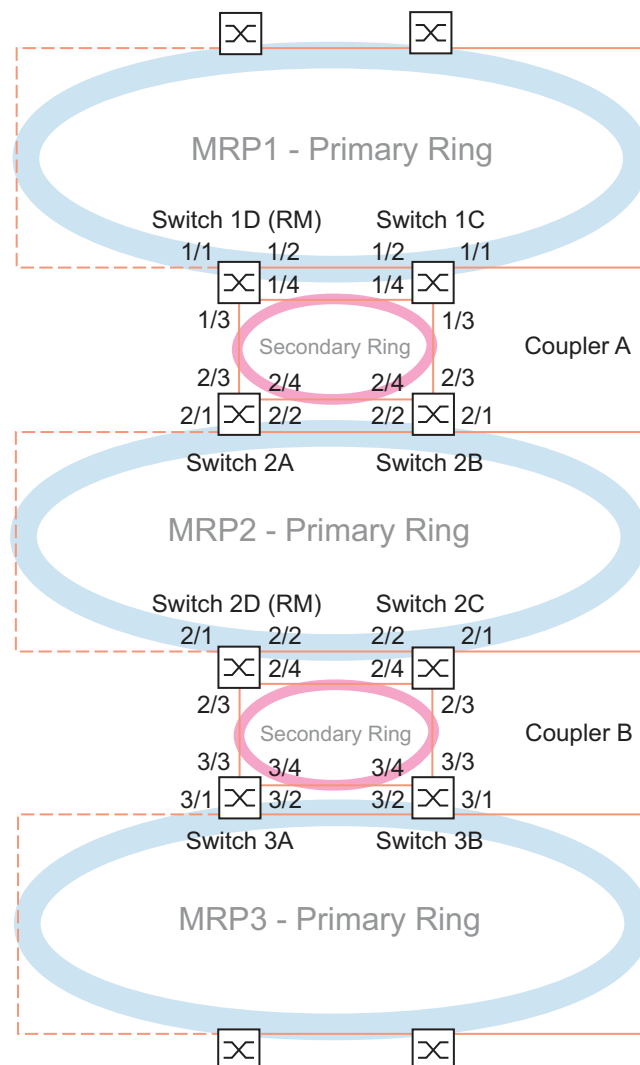 MRP1 - Primary Ring
Switch 1D (RM) Switch 1C
1/1 1/2 1/2 1/1
1/4 1/4
1/3 1/3
Secondary Ring Coupler A
2/3 2/4 2/4 2/3
2/1 2/2 2/2 2/1
Switch 2A Switch 2B
MRP2 - Primary Ring
Switch 2D (RM) Switch 2C
2/1 2/2 2/2 2/1
2/4 2/4
2/3 2/3
Secondary Ring Coupler B
3/3 3/4 3/4 3/3
3/1 3/2 3/2 3/1
Switch 3A Switch 3B
MRP3 - Primary Ring